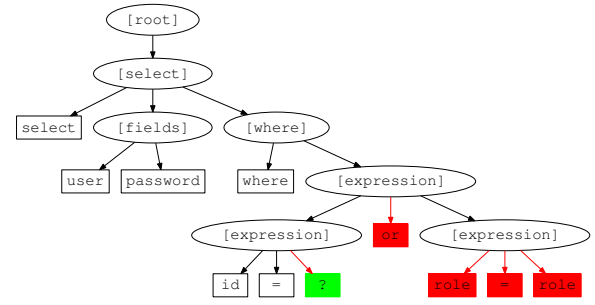 [root]
[select]
select [fields] [where]
user password where [expression]
[expression] or [expression]
id = ? role = role